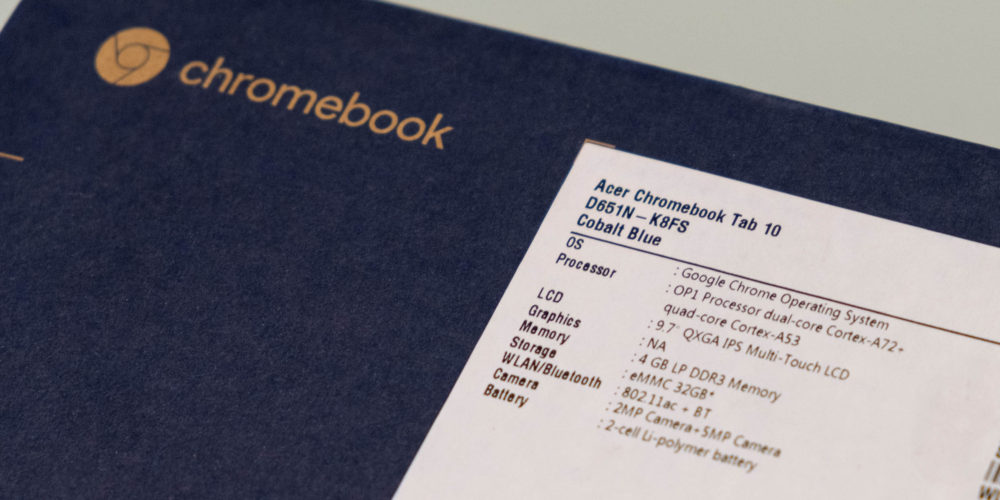 chromebook
Acer Chromebook Tab 10
D651N-K8FS
Cobalt Blue
OS : Google Chrome Operating System
Processor : OP1 Processor dual-core Cortex-A72+
quad-core Cortex-A53
LCD : 9.7" QXGA IPS Multi-Touch LCD
Graphics : NA
Memory : 4 GB LP DDR3 Memory
Storage : eMMC 32GB*
WLAN/Bluetooth : 802.11ac + BT
Camera : 2MP Camera+5MP Camera
Battery : 2-cell Li-polymer battery